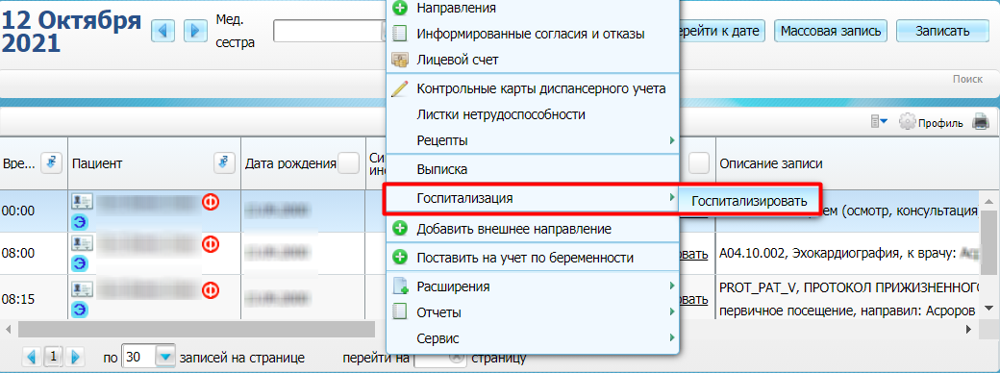 12 Октября
2021
Мед.
сестра
ерейти к дате
Массовая запись
Записать
Поиск
Профиль
Направления
Информированные согласия и отказы
Лицевой счет
Контрольные карты диспансерного учета
Листки нетрудоспособности
Рецепты
Выписка
Госпитализация
Госпитализировать
Добавить внешнее направление
Поставить на учет по беременности
Расширения
Отчеты
Сервис
Вре...
Пациент
Дата рождения
Си
инс
Описание записи
00:00
Ф
Э
ем (осмотр, консультация
08:00
Ф
Э
овать
A04.10.002, Эхокардиография, к врачу:
08:15
Ф
Э
овать
PROT_PAT_V, ПРОТОКОЛ ПРИЖИЗНЕННОГО
первичное посещение, направил: Асроров
1
по 30 записей на странице
перейти на
страницу